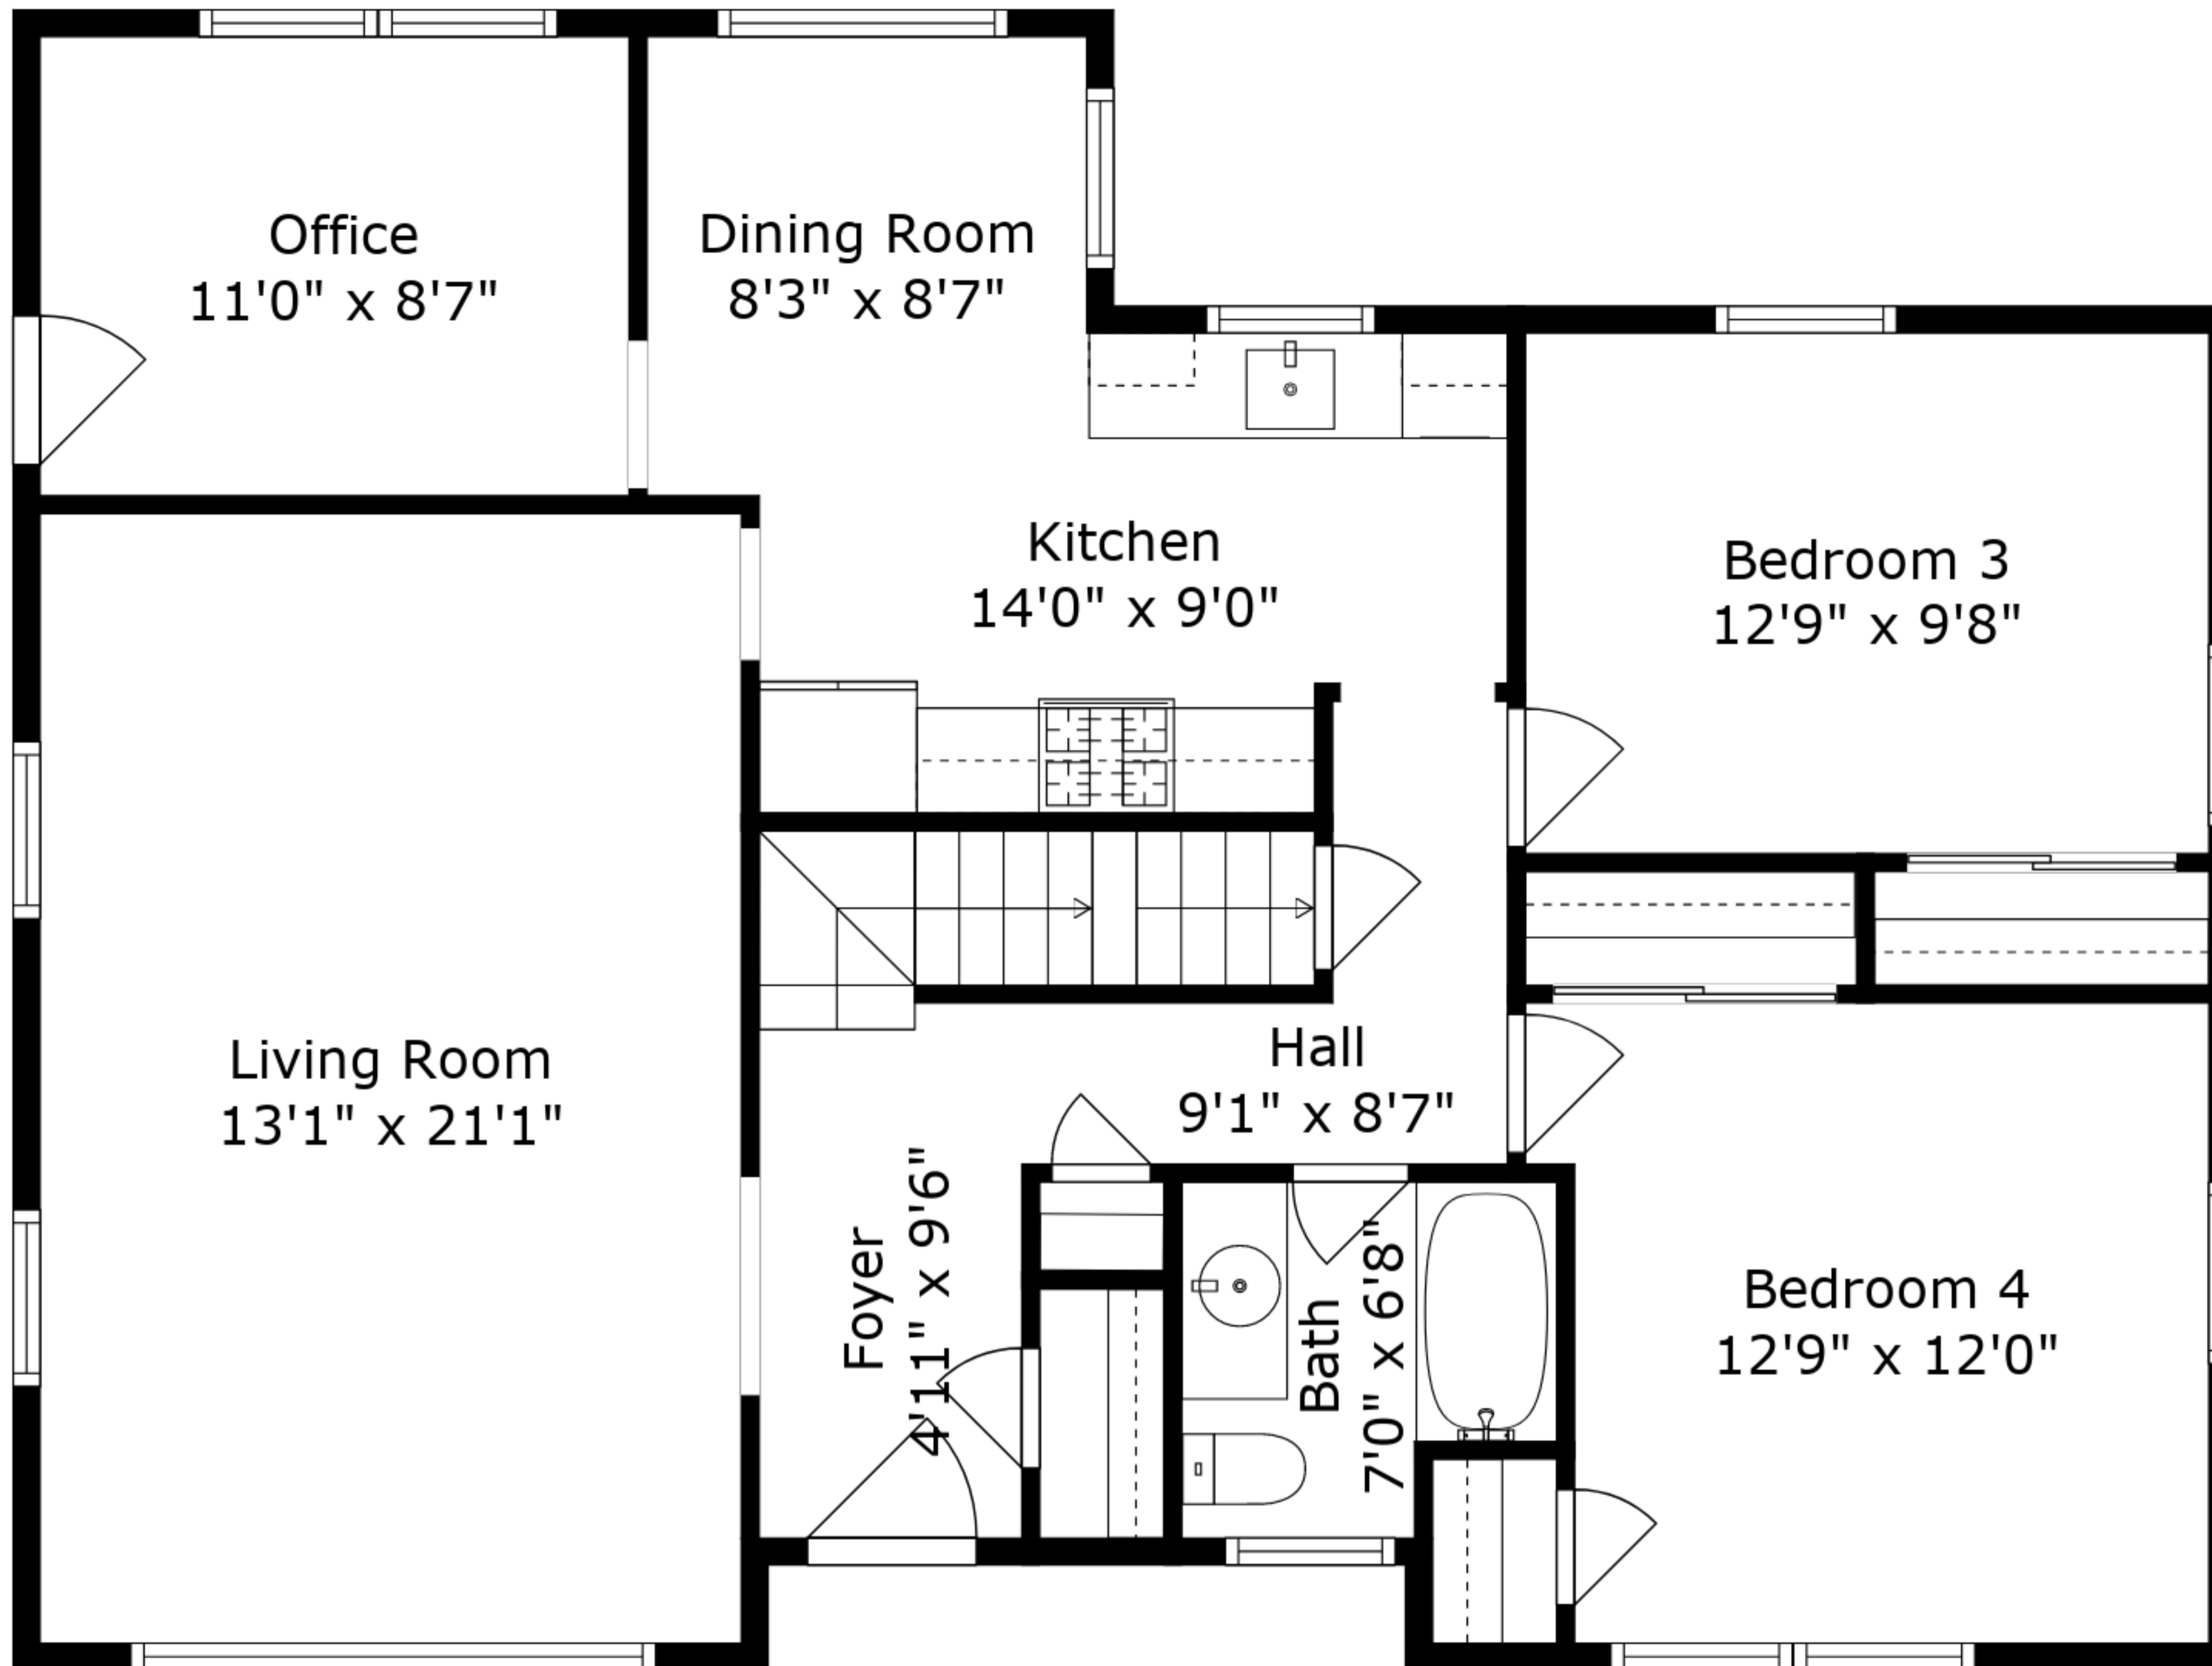 Office
11'0" x 8'7"
Dining Room
8'3" x 8'7"
Kitchen
14'0" x 9'0"
Bedroom 3
12'9" x 9'8"
Living Room
13'1" x 21'1"
Hall
9'1" x 8'7"
Foyer
4'11" x 9'6"
Bath
7'0" x 6'8"
Bedroom 4
12'9" x 12'0"